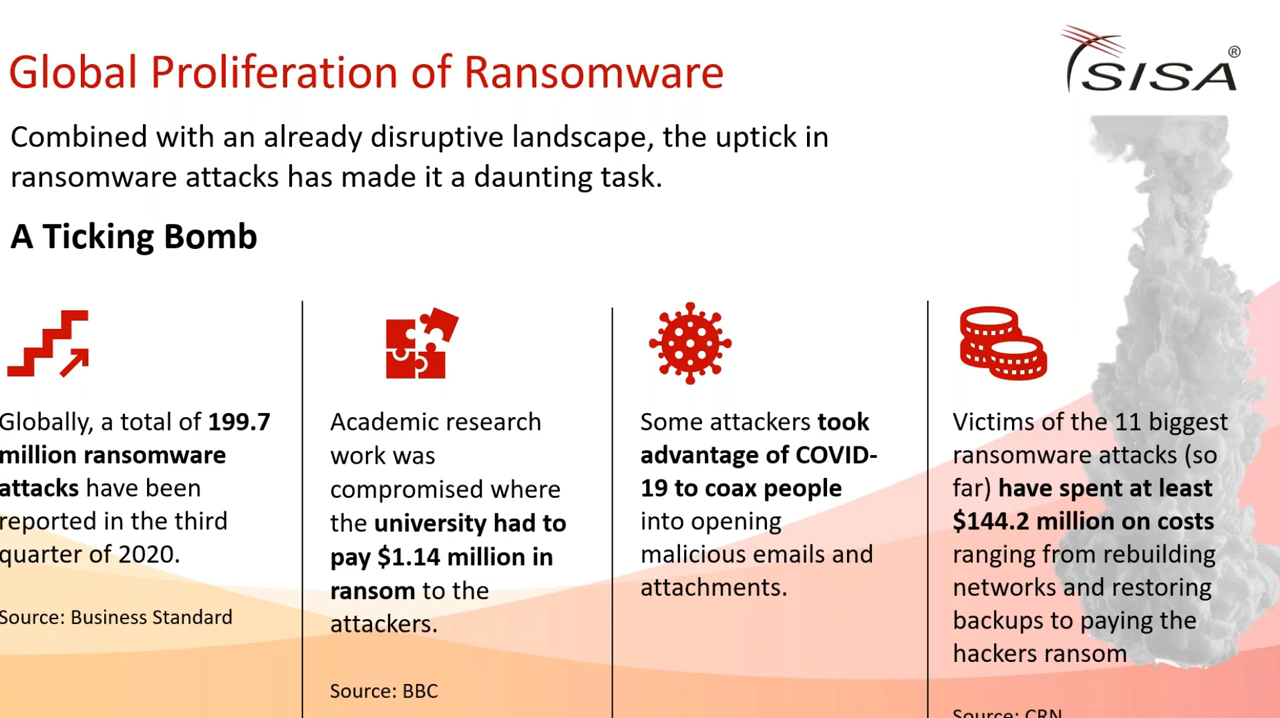 Global Proliferation of Ransomware
SISA®
Combined with an already disruptive landscape, the uptick in
ransomware attacks has made it a daunting task.
A Ticking Bomb
Globally, a total of 199.7
million ransomware
attacks have been
reported in the third
quarter of 2020.
Source: Business Standard
Academic research
work was
compromised where
the university had to
pay $1.14 million in
ransom to the
attackers.
Source: BBC
Some attackers took
advantage of COVID-
19 to coax people
into opening
malicious emails and
attachments.
Victims of the 11 biggest
ransomware attacks (so
far) have spent at least
$144.2 million on costs
ranging from rebuilding
networks and restoring
backups to paying the
hackers ransom
Source: CRN